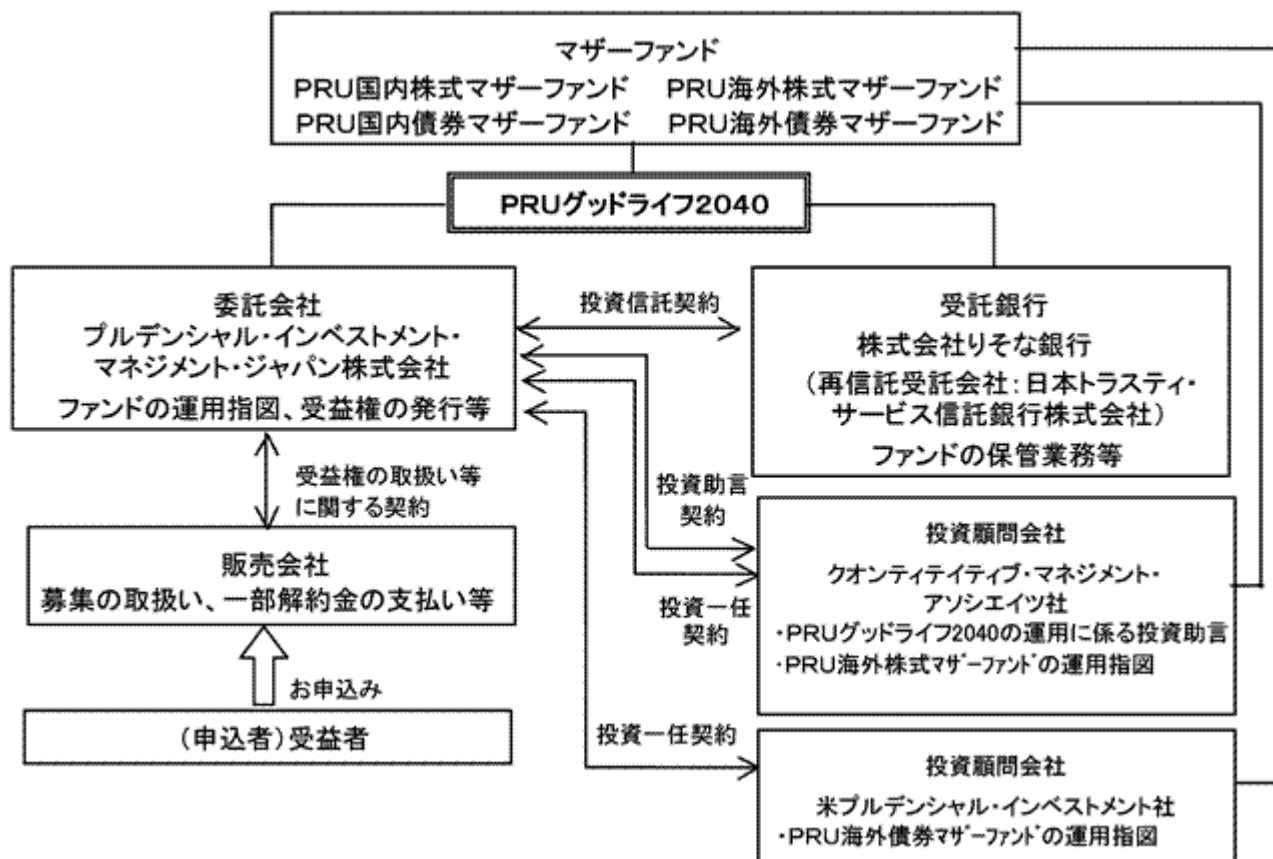 マザーファンド
PRU国内株式マザーファンド　PRU海外株式マザーファンド
PRU国内債券マザーファンド　PRU海外債券マザーファンド
PRUグッドライフ2040
委託会社
プルデンシャル・インベストメント・
マネジメント・ジャパン株式会社
ファンドの運用指図、受益権の発行等
投資信託契約
受託銀行
株式会社りそな銀行
（再信託受託会社：日本トラスティ・
サービス信託銀行株式会社）
ファンドの保管業務等
受益権の取扱い等
に関する契約
投資助言
契約
販売会社
募集の取扱い、一部解約金の支払い等
投資顧問会社
クオンティテイティブ・マネジメント・
アソシエイツ社
・PRUグッドライフ2040の運用に係る投資助言
・PRU海外株式ﾏｻﾞｰﾌｧﾝﾄﾞの運用指図
投資一任
契約
お申込み
（申込者）受益者
投資一任契約
投資顧問会社
米プルデンシャル・インベストメント社
・PRU海外債券ﾏｻﾞｰﾌｧﾝﾄﾞの運用指図